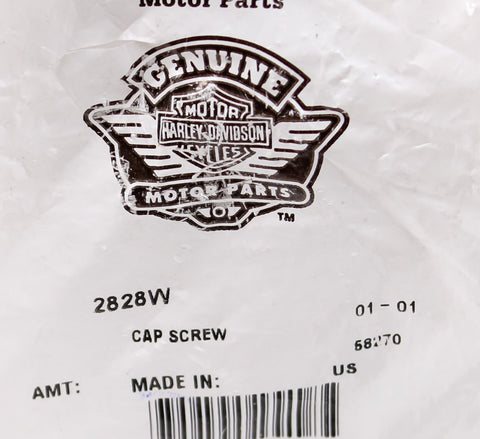 Motor Parts
GENUINE
MOTOR
HARLEY-DAVIDSON
CYCLES
MOTOR PARTS
TM
2828W
01-01
CAP SCREW
58270
US
AMT: MADE IN: